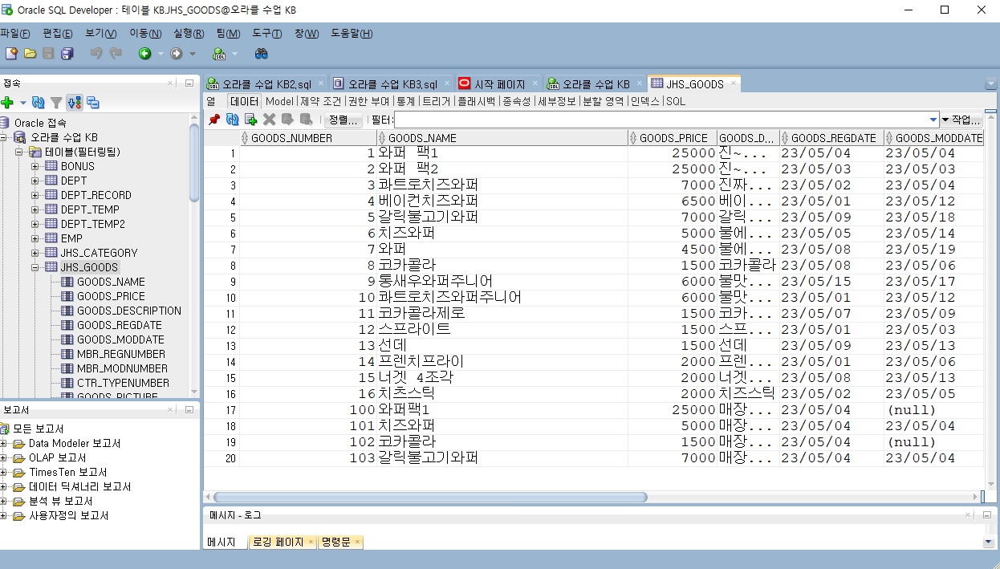 Oracle SQL Developer : 테이블 KB.JHS_GOODS@오라클 수업 KB
파일(F) 편집(E) 보기(V) 이동(N) 실행(R) 팀(M) 도구(T) 창(W) 도움말(H)
접속
Oracle 접속
오라클 수업 KB
테이블(필터링됨)
BONUS
DEPT
DEPT_RECORD
DEPT_TEMP
DEPT_TEMP2
EMP
JHS_CATEGORY
JHS_GOODS
GOODS_NAME
GOODS_PRICE
GOODS_DESCRIPTION
GOODS_REGDATE
GOODS_MODDATE
MBR_REGNUMBER
MBR_MODNUMBER
CTR_TYPENUMBER
GOODS_PICTURE
보고서
모든 보고서
Data Modeler 보고서
OLAP 보고서
TimesTen 보고서
데이터 딕셔너리 보고서
분석 뷰 보고서
사용자정의 보고서
오라클 수업 KB2.sql 오라클 수업 KB3.sql 시작 페이지 오라클 수업 KB JHS_GOODS
열 데이터 Model 제약 조건 권한 부여 통계 트리거 플래시백 종속성 세부정보 분할 영역 인덱스 SQL
정렬... 필터: 작업...
GOODS_NUMBER GOODS_NAME GOODS_PRICE GOODS_D... GOODS_REGDATE GOODS_MODDATE
1 1 와퍼 팩1 25000 진~... 23/05/04 23/05/04
2 2 와퍼 팩2 25000 진~... 23/05/03 23/05/03
3 3 콰트로치즈와퍼 7000 진짜... 23/05/02 23/05/04
4 4 베이컨치즈와퍼 6500 베이... 23/05/01 23/05/12
5 5 갈릭불고기와퍼 7000 갈릭... 23/05/09 23/05/18
6 6 치즈와퍼 5000 불에... 23/05/05 23/05/14
7 7 와퍼 4500 불에... 23/05/08 23/05/19
8 8 코카콜라 1500 코카콜라 23/05/08 23/05/06
9 9 통새우와퍼주니어 6000 불맛... 23/05/15 23/05/17
10 10 콰트로치즈와퍼주니어 6000 불맛... 23/05/01 23/05/12
11 11 코카콜라제로 1500 코카... 23/05/07 23/05/09
12 12 스프라이트 1500 스프... 23/05/01 23/05/03
13 13 선데 1500 선데 23/05/09 23/05/13
14 14 프렌치프라이 2000 프렌... 23/05/01 23/05/06
15 15 너겟 4조각 2000 너겟... 23/05/08 23/05/13
16 16 치츠스틱 2000 치즈스틱 23/05/02 23/05/05
17 100 와퍼팩1 25000 매장... 23/05/04 (null)
18 101 치즈와퍼 5000 매장... 23/05/04 23/05/04
19 102 코카콜라 1500 매장... 23/05/04 (null)
20 103 갈릭불고기와퍼 7000 매장... 23/05/04 23/05/04
메시지 - 로그
메시지 로깅 페이지 명령문